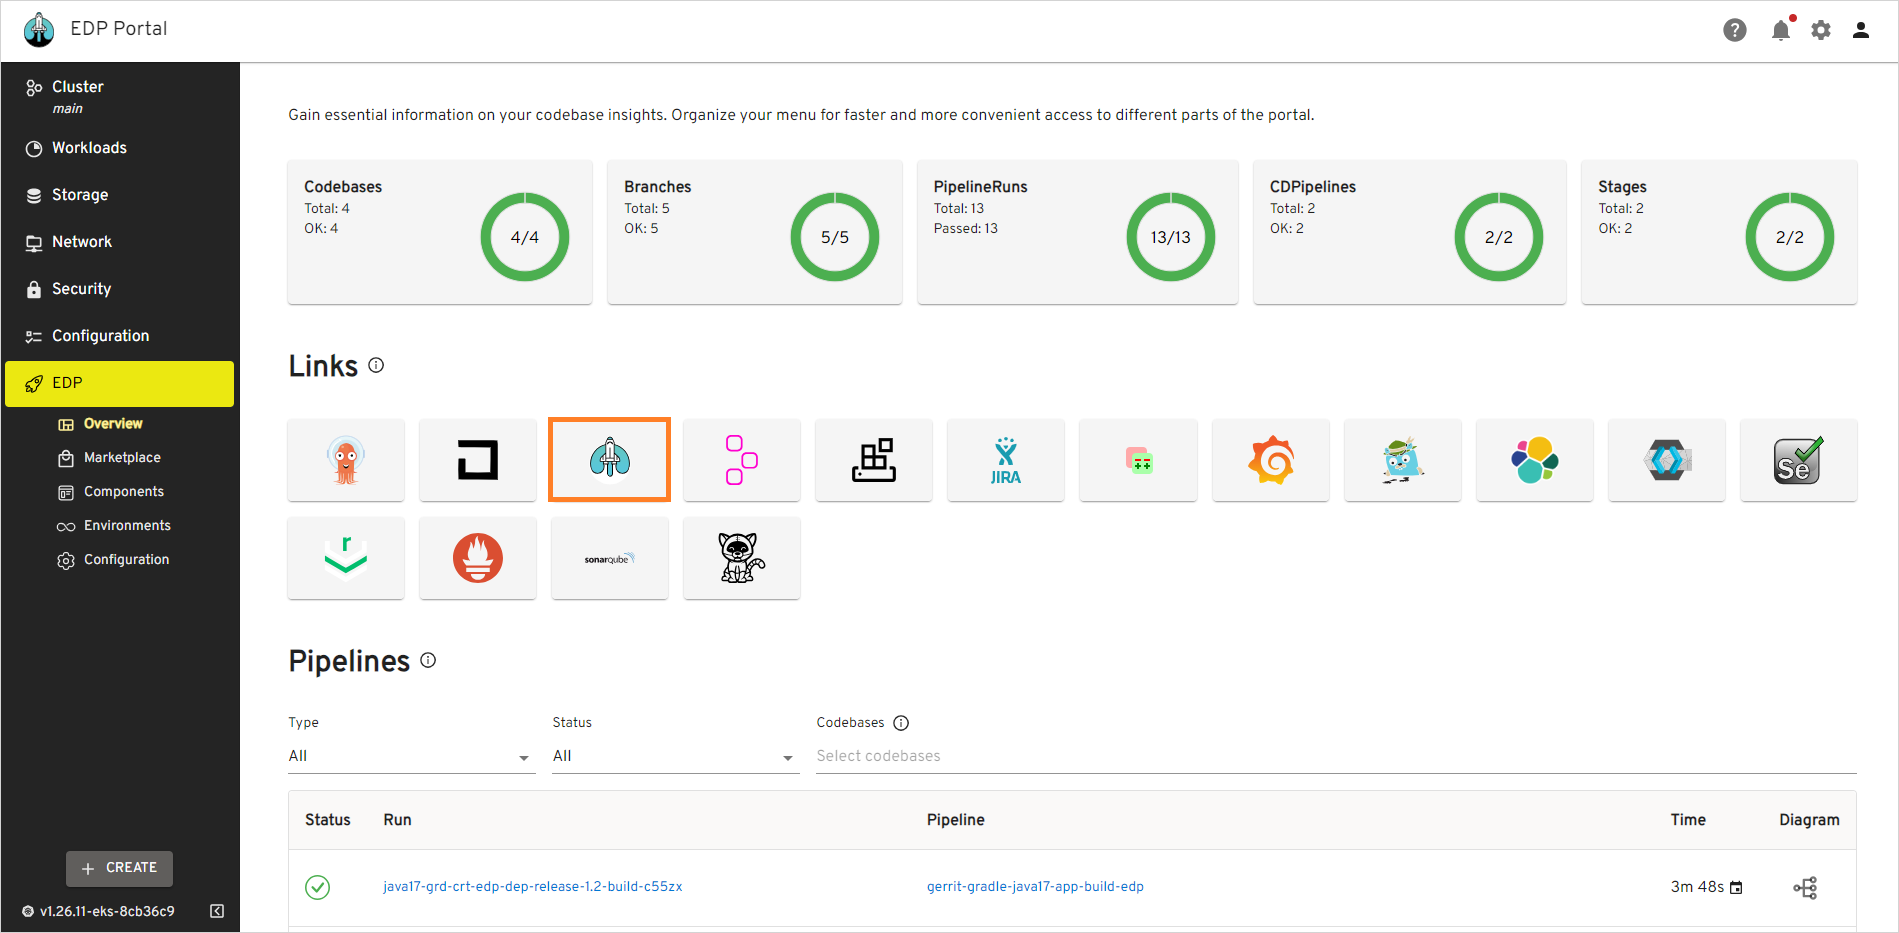 EDP Portal
Cluster
main
Workloads
Storage
Network
Security
Configuration
EDP
Overview
Marketplace
Components
Environments
Configuration
+ CREATE
v1.26.11-eks-8cb36c9
Gain essential information on your codebase insights. Organize your menu for faster and more convenient access to different parts of the portal.
Codebases
Total: 4
OK: 4
4/4
Branches
Total: 5
OK: 5
5/5
PipelineRuns
Total: 13
Passed: 13
13/13
CDPipelines
Total: 2
OK: 2
2/2
Stages
Total: 2
OK: 2
2/2
Links
JIRA
Se
r
sonarqube
Pipelines
Type
All
Status
All
Codebases
Select codebases
Status Run Pipeline Time Diagram
java17-grd-crt-edp-dep-release-1.2-build-c55zx gerrit-gradle-java17-app-build-edp 3m 48s